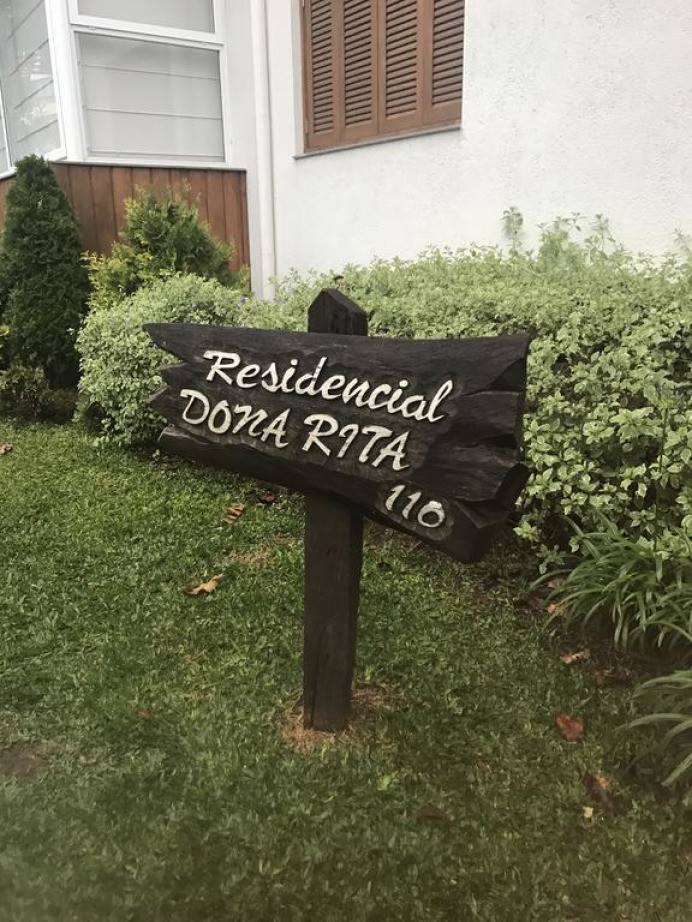 Residencial
DONA RITA
110